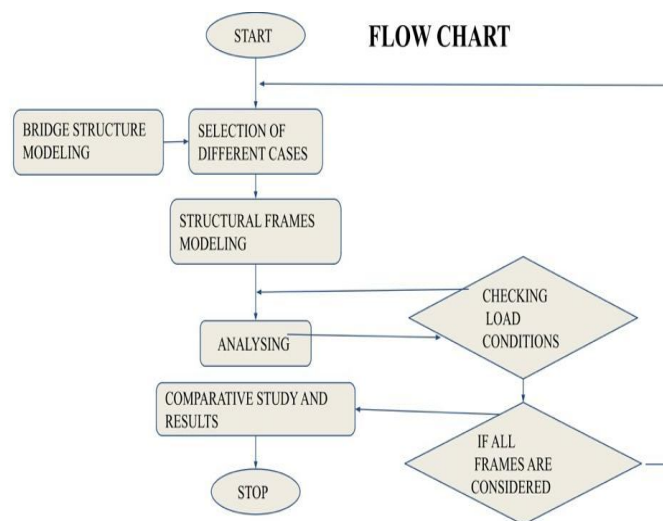 START
FLOW CHART
BRIDGE STRUCTURE
MODELING
SELECTION OF
DIFFERENT CASES
STRUCTURAL FRAMES
MODELING
CHECKING
LOAD
CONDITIONS
ANALYSING
COMPARATIVE STUDY AND
RESULTS
IF ALL
FRAMES ARE
CONSIDERED
STOP